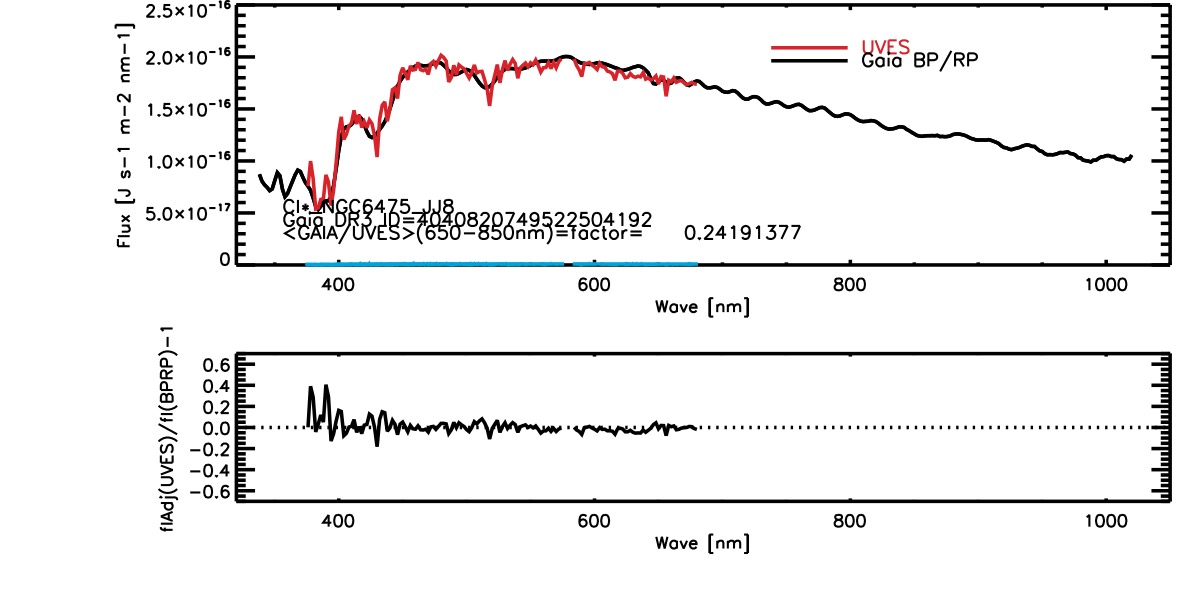 2.5×10−16
2.0×10−16
1.5×10−16
1.0×10−16
5.0×10−17
0
Flux [J s−1 m−2 nm−1]
UVES
Gaia BP/RP
Cl*_NGC6475_JJ8
Gaia DR3 ID=4040820749522504192
<GAIA/UVES>(650−850nm)=factor= 0.24191377
400 600 800 1000
Wave [nm]
flAdj(UVES)/fl(BPRP)−1
0.6
0.4
0.2
0.0
−0.2
−0.4
−0.6
400 600 800 1000
Wave [nm]